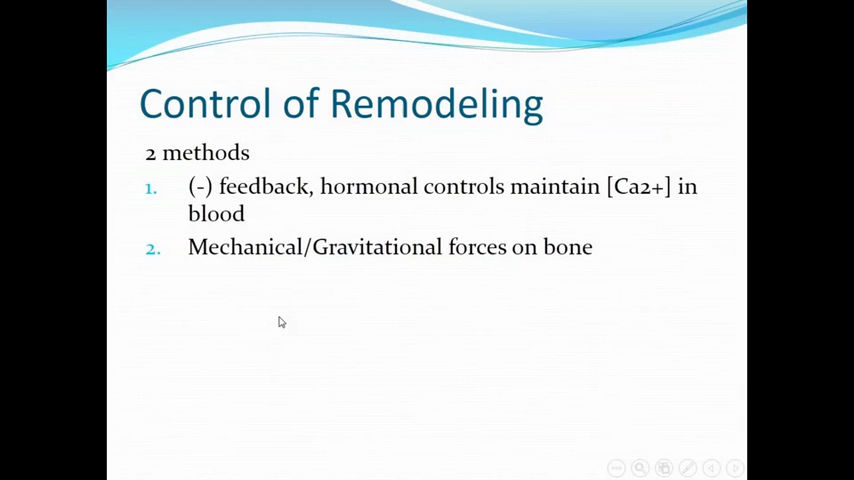 Control of Remodeling
2 methods
1. (-) feedback, hormonal controls maintain [Ca2+] in
blood
2. Mechanical/Gravitational forces on bone